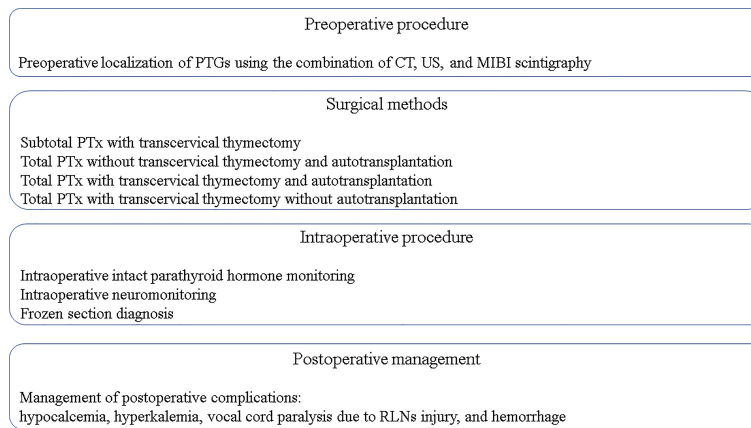 Preoperative procedure
Preoperative localization of PTGs using the combination of CT, US, and MIBI scintigraphy
Surgical methods
Subtotal PTx with transcervical thymectomy
Total PTx without transcervical thymectomy and autotransplantation
Total PTx with transcervical thymectomy and autotransplantation
Total PTx with transcervical thymectomy without autotransplantation
Intraoperative procedure
Intraoperative intact parathyroid hormone monitoring
Intraoperative neuromonitoring
Frozen section diagnosis
Postoperative management
Management of postoperative complications:
hypocalcemia, hyperkalemia, vocal cord paralysis due to RLNs injury, and hemorrhage